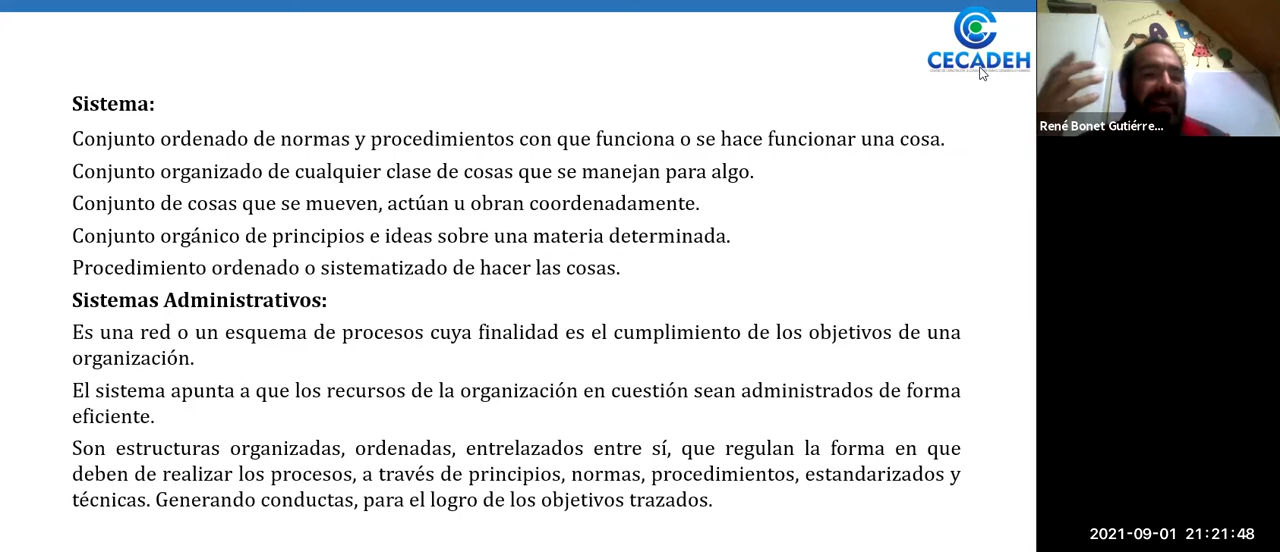 CECADEH
Sistema:
Conjunto ordenado de normas y procedimientos con que funciona o se hace funcionar una cosa.
Conjunto organizado de cualquier clase de cosas que se manejan para algo.
Conjunto de cosas que se mueven, actúan u obran coordenadamente.
Conjunto orgánico de principios e ideas sobre una materia determinada.
Procedimiento ordenado o sistematizado de hacer las cosas.
Sistemas Administrativos:
Es una red o un esquema de procesos cuya finalidad es el cumplimiento de los objetivos de una
organización.
El sistema apunta a que los recursos de la organización en cuestión sean administrados de forma
eficiente.
Son estructuras organizadas, ordenadas, entrelazados entre sí, que regulan la forma en que
deben de realizar los procesos, a través de principios, normas, procedimientos, estandarizados y
técnicas. Generando conductas, para el logro de los objetivos trazados.
René Bonet Gutiérre...
2021-09-01 21:21:48